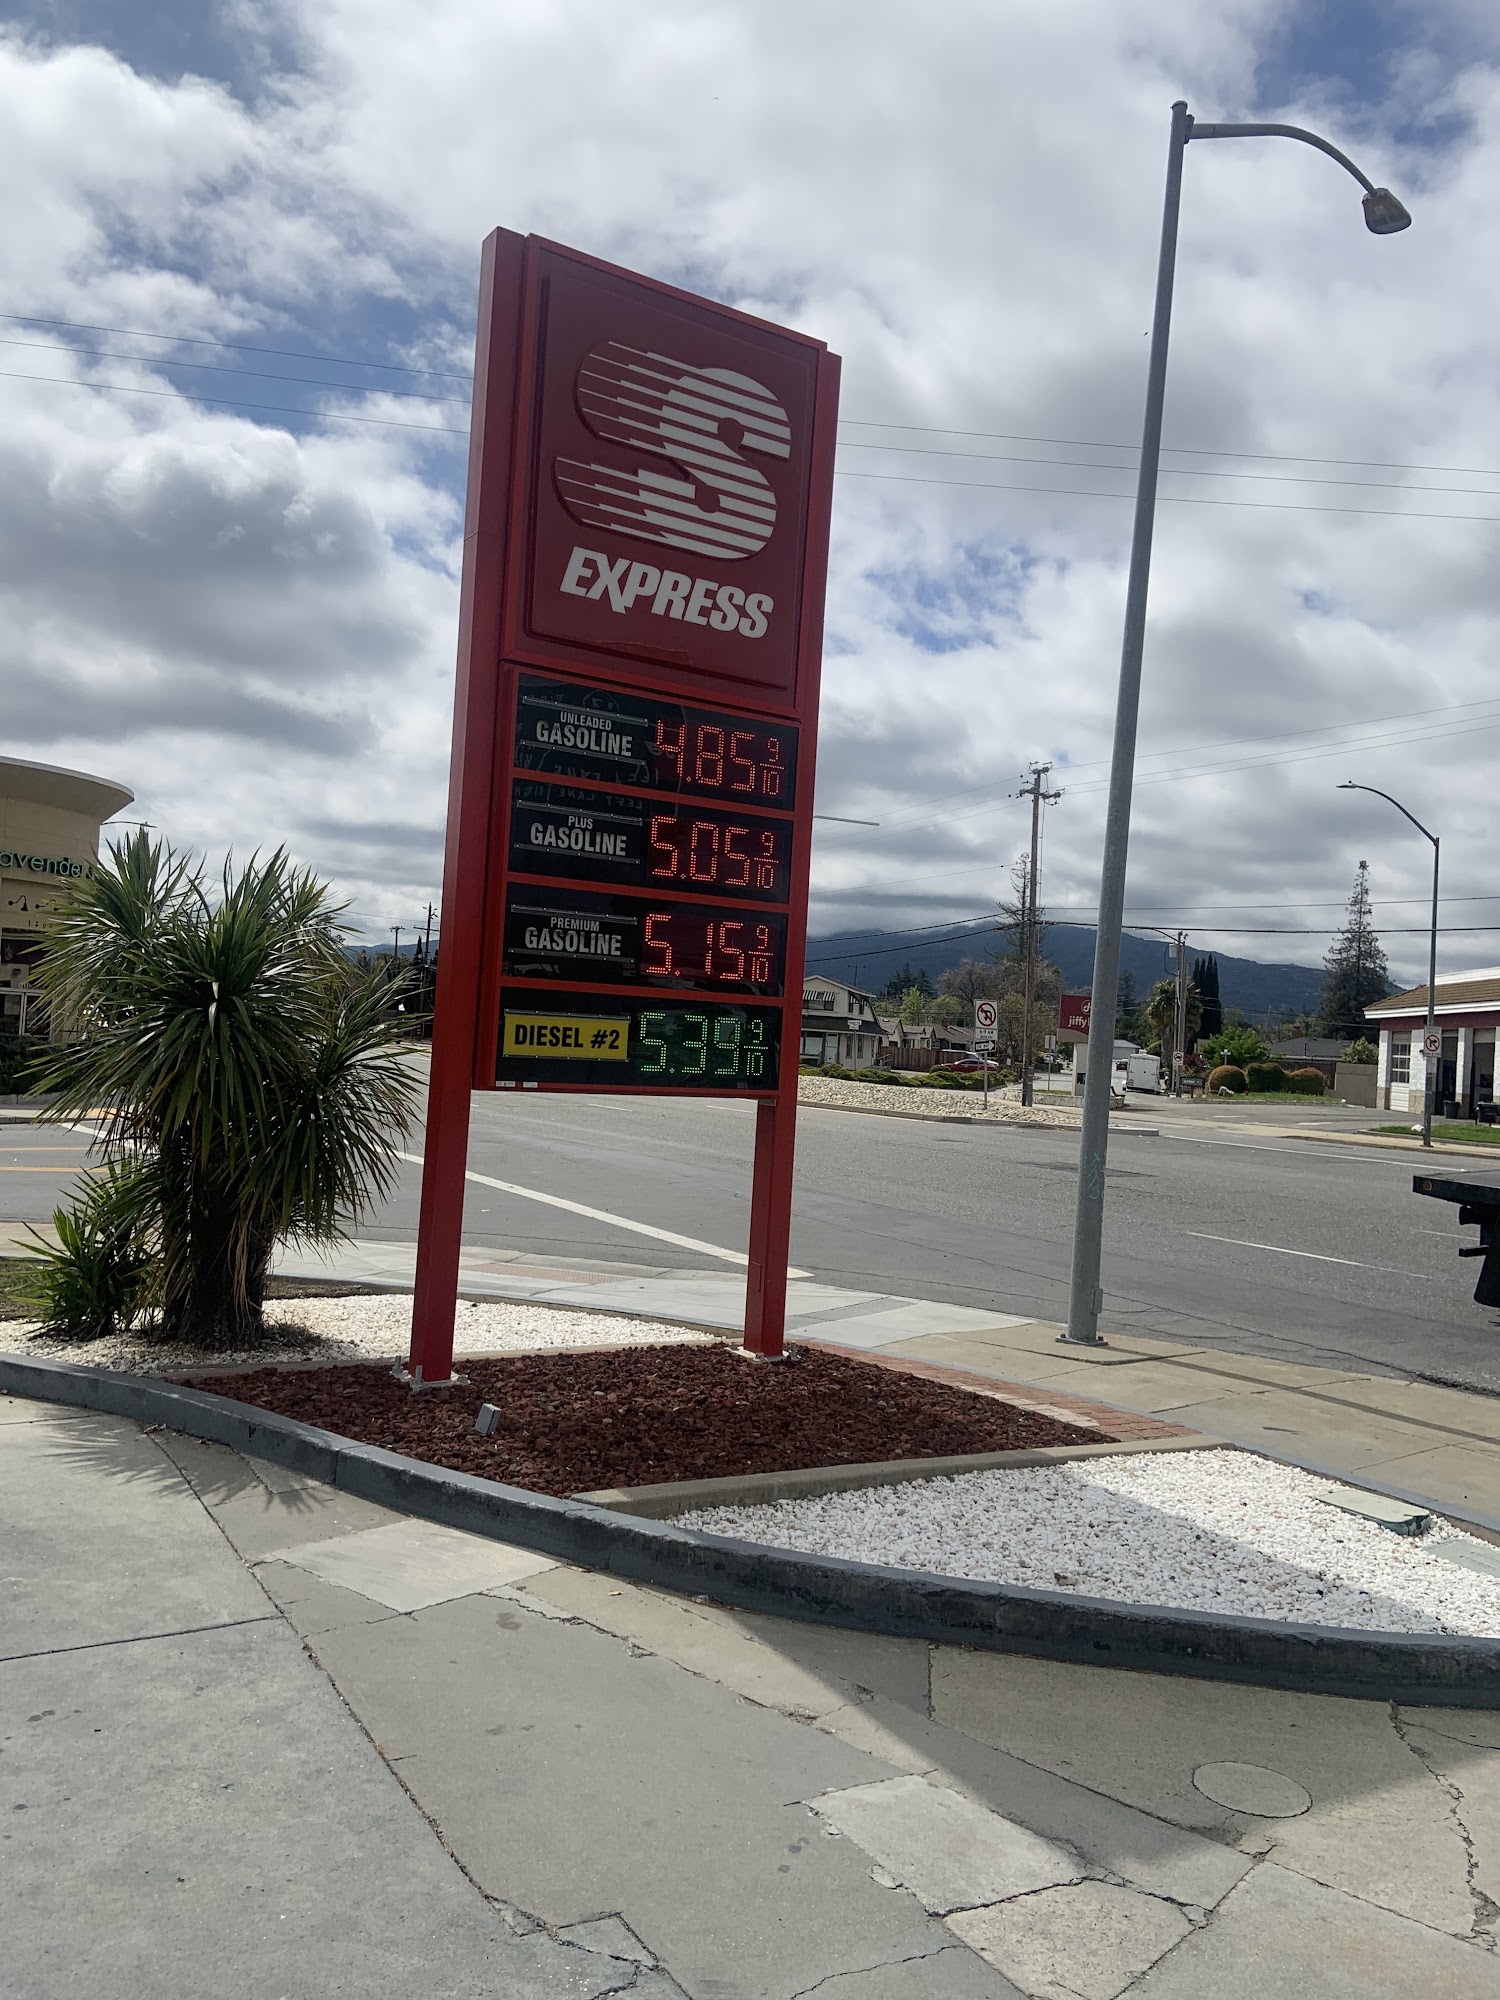 S
EXPRESS
UNLEADED
GASOLINE
4.85 9/10
PLUS
GASOLINE
5.05 9/10
PREMIUM
GASOLINE
5.15 9/10
DIESEL #2
5.39 9/10
jiffy